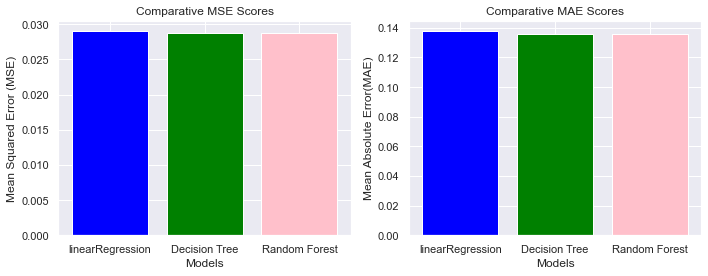 Comparative MSE Scores
Mean Squared Error (MSE)
0.030
0.025
0.020
0.015
0.010
0.005
0.000
linearRegression Decision Tree Random Forest
Models
Comparative MAE Scores
Mean Absolute Error(MAE)
0.14
0.12
0.10
0.08
0.06
0.04
0.02
0.00
linearRegression Decision Tree Random Forest
Models